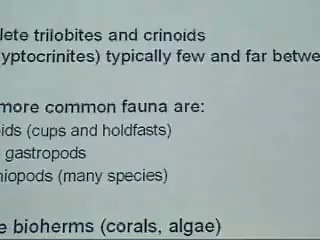 lete trilobites and crinoids
yptocrinites) typically few and far betwe
more common fauna are:
ids (cups and holdfasts)
gastropods
hiopods (many species)
e bioherms (corals, algae)